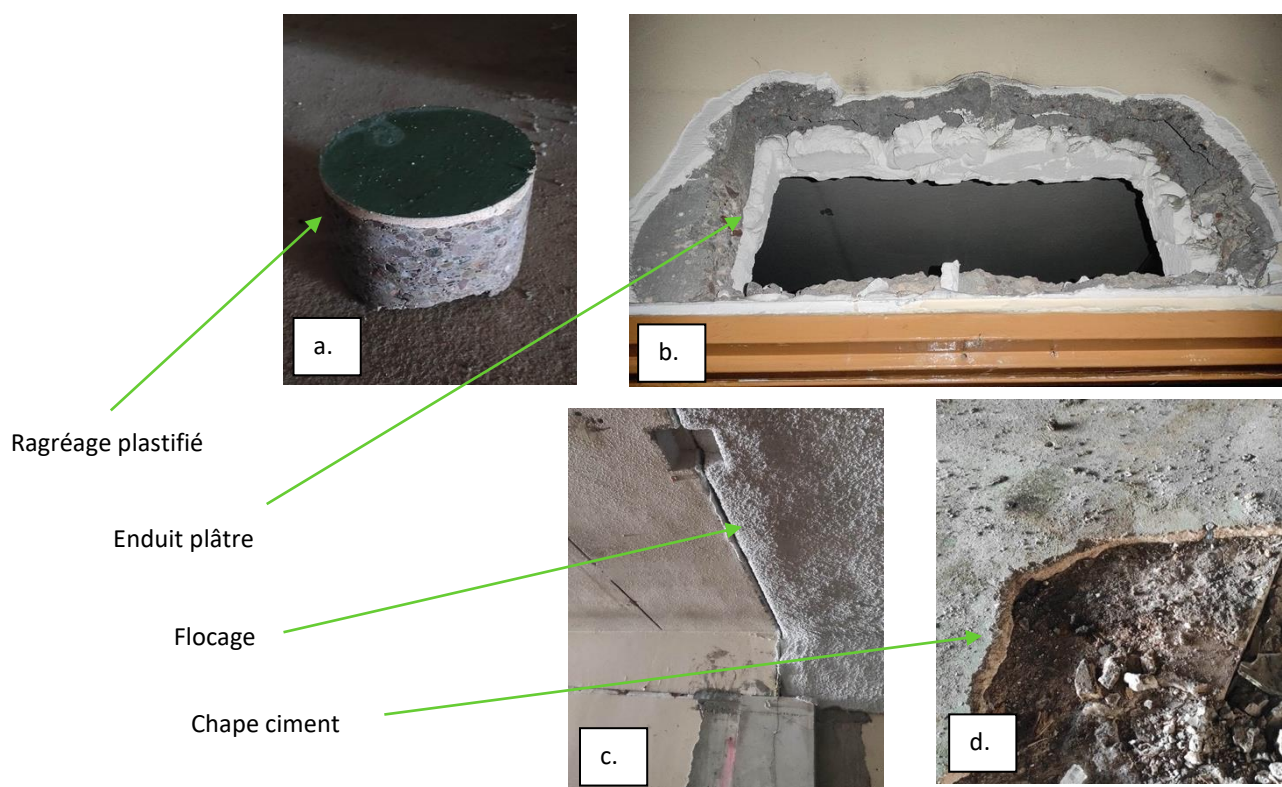 a.
b.
Ragréage plastifié
Enduit plâtre
Flocage
Chape ciment
c.
d.